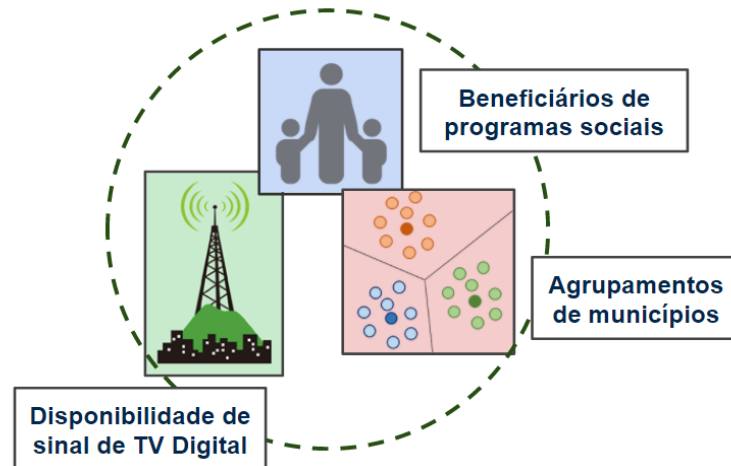 Beneficiários de
programas sociais
Agrupamentos
de municípios
Disponibilidade de
sinal de TV Digital